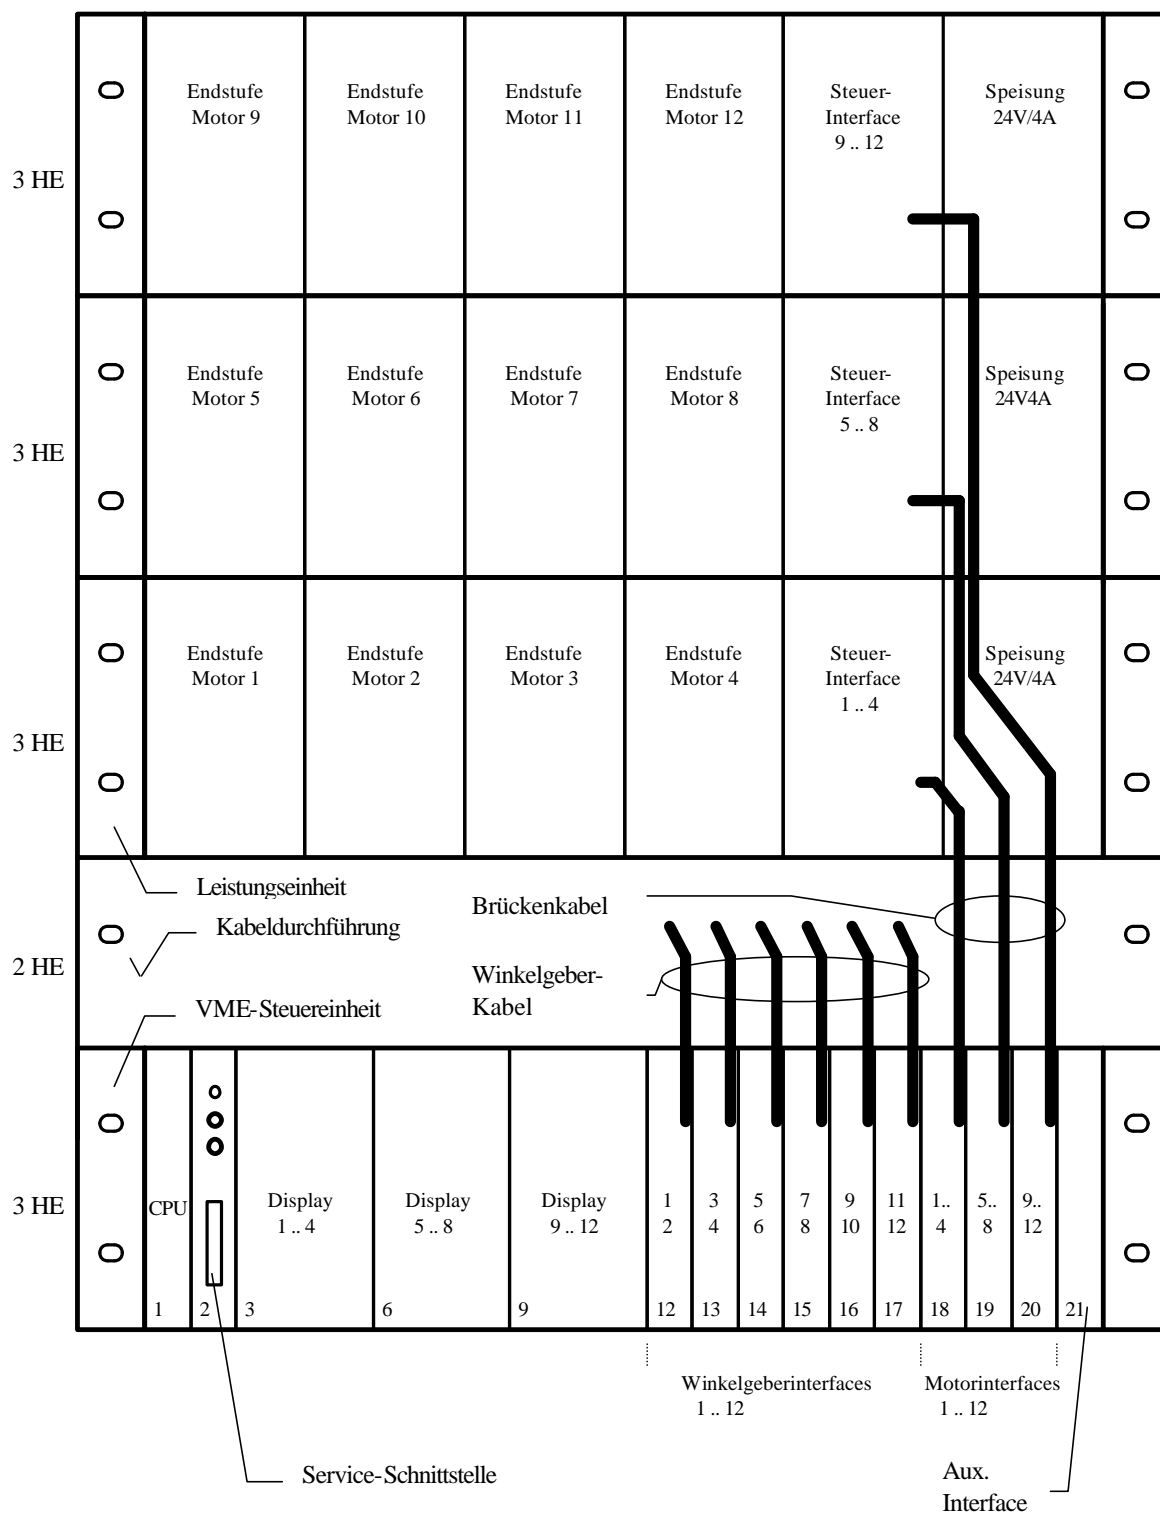 Endstufe
Motor 9
Endstufe
Motor 10
Endstufe
Motor 11
Endstufe
Motor 12
Steuer-
Interface
9 .. 12
Speisung
24V/4A
3 HE
Endstufe
Motor 5
Endstufe
Motor 6
Endstufe
Motor 7
Endstufe
Motor 8
Steuer-
Interface
5 .. 8
Speisung
24V4A
3 HE
Endstufe
Motor 1
Endstufe
Motor 2
Endstufe
Motor 3
Endstufe
Motor 4
Steuer-
Interface
1 .. 4
Speisung
24V/4A
3 HE
Leistungseinheit
Kabeldurchführung
Brückenkabel
2 HE
Winkelgeber-
Kabel
VME-Steuereinheit
3 HE
CPU
Display
1 .. 4
Display
5 .. 8
Display
9 .. 12
1
2
3
4
5
6
7
8
9
10
11
12
1..
4
5..
8
9..
12
1
2
3
6
9
12
13
14
15
16
17
18
19
20
21
Winkelgeberinterfaces
1 .. 12
Motorinterfaces
1 .. 12
Service-Schnittstelle
Aux.
Interface